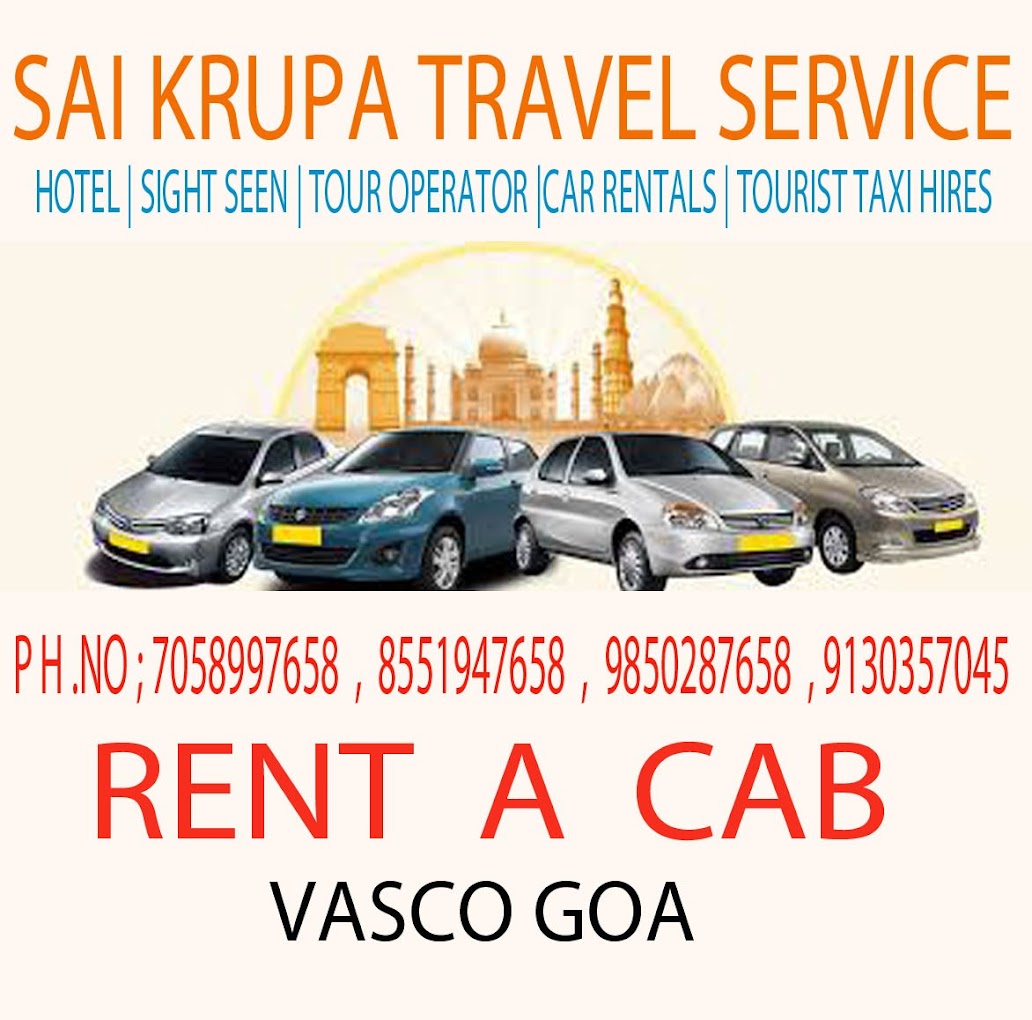 SAI KRUPA TRAVEL SERVICE
HOTEL | SIGHT SEEN | TOUR OPERATOR |CAR RENTALS | TOURIST TAXI HIRES
P H .NO ; 7058997658 , 8551947658 , 9850287658 , 9130357045
RENT A CAB
VASCO GOA